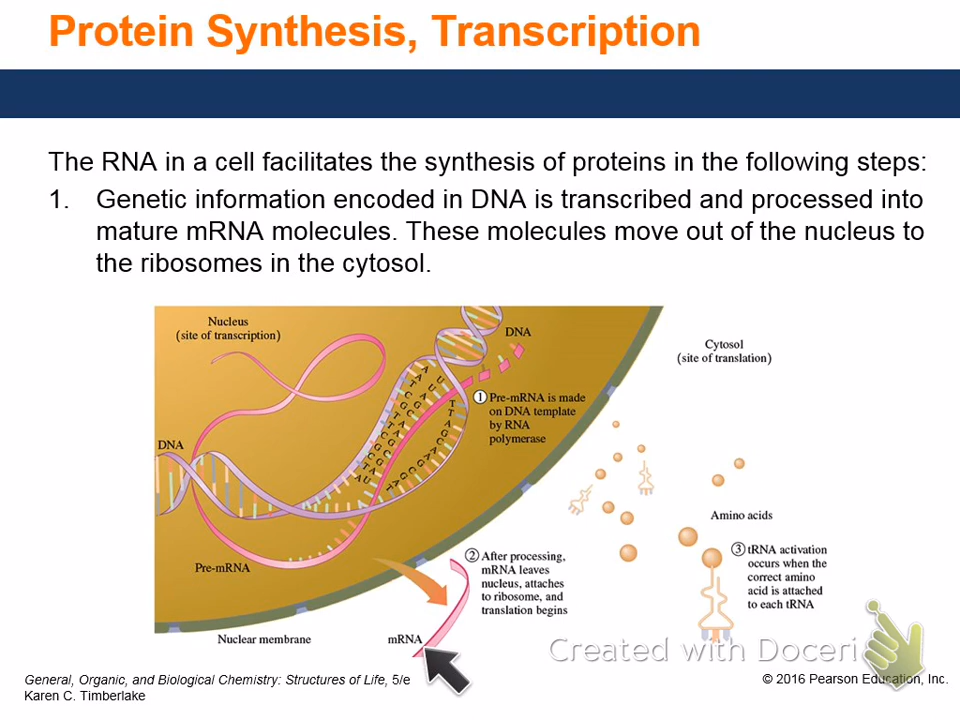 Protein Synthesis, Transcription
The RNA in a cell facilitates the synthesis of proteins in the following steps:
1. Genetic information encoded in DNA is transcribed and processed into
mature mRNA molecules. These molecules move out of the nucleus to
the ribosomes in the cytosol.
Nucleus
(site of transcription)
DNA
Cytosol
(site of translation)
1 Pre-mRNA is made
on DNA template
by RNA
polymerase
DNA
Amino acids
2 After processing,
mRNA leaves
nucleus, attaches
to ribosome, and
translation begins
3 tRNA activation
occurs when the
correct amino
acid is attached
to each tRNA
Pre-mRNA
Nuclear membrane
mRNA
Created with Doceri
General, Organic, and Biological Chemistry: Structures of Life, 5/e
Karen C. Timberlake
© 2016 Pearson Education, Inc.